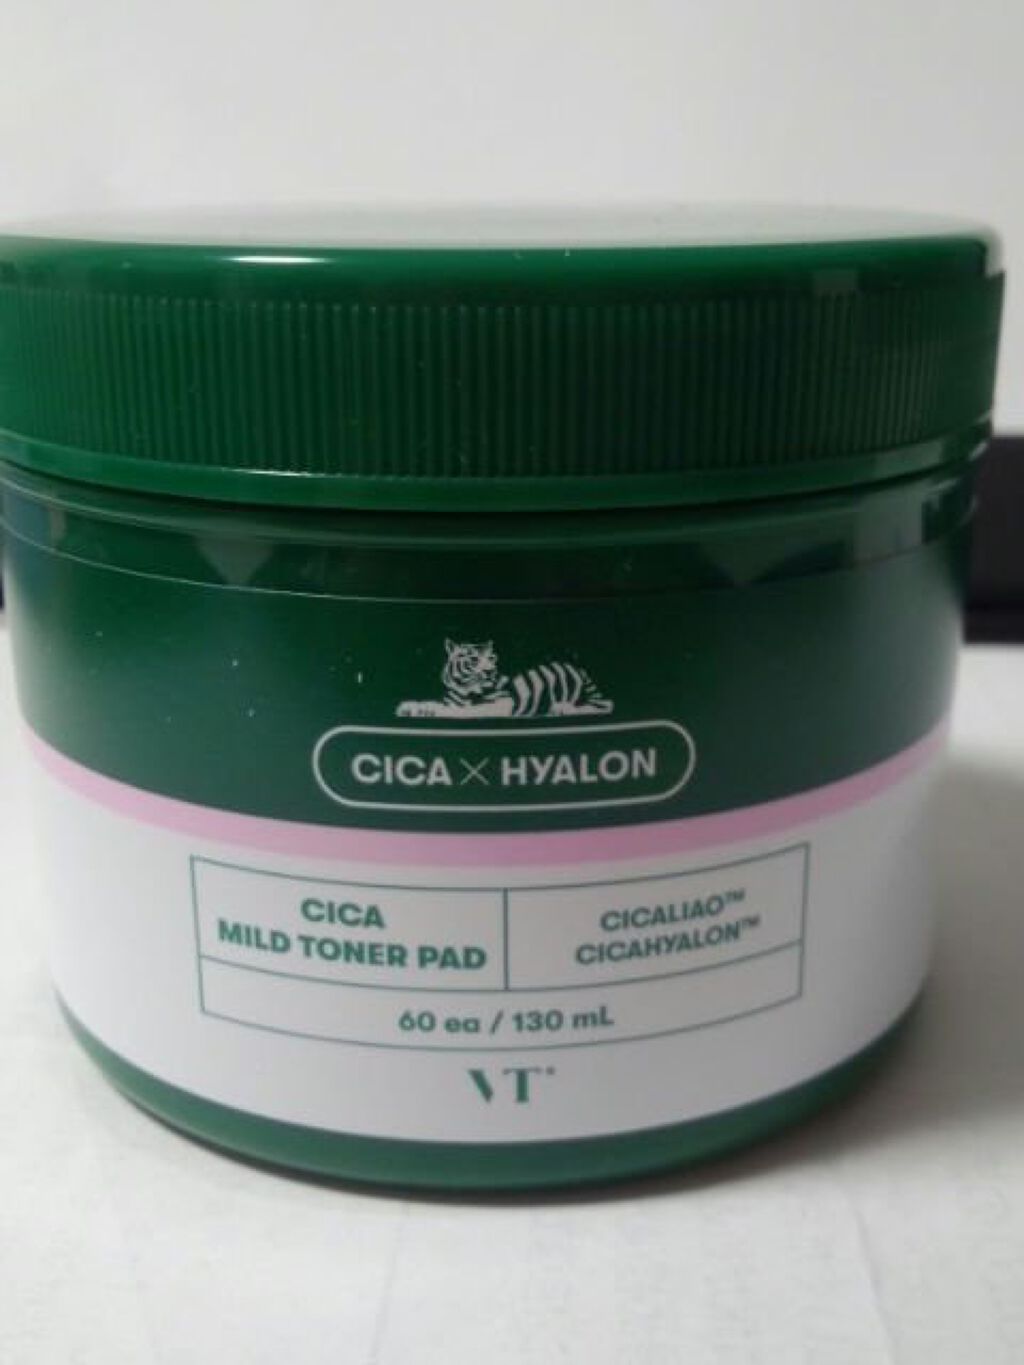 CICA × HYALON
CICA
MILD TONER PAD
CICALIAO™
CICAHYALON™
60 ea / 130 mL
VT